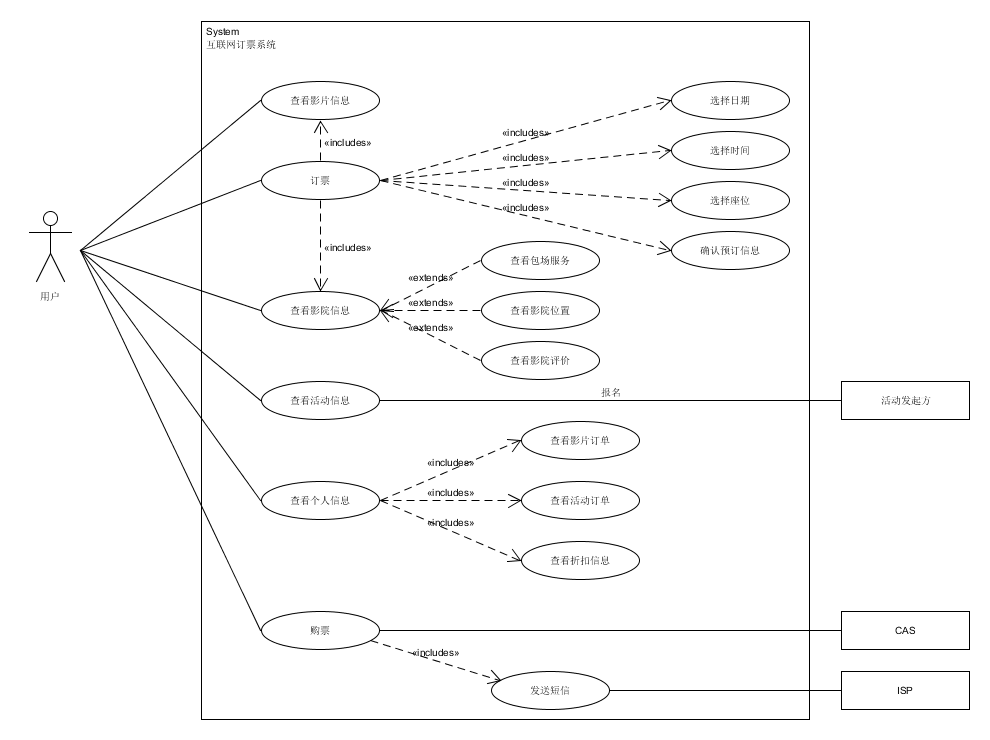 System
互联网订票系统
查看影片信息
选择日期
«includes»
«includes»
选择时间
«includes»
订票
«includes»
选择座位
«includes»
«includes»
确认预订信息
查看包场服务
«extends»
用户
查看影院信息
«extends»
查看影院位置
«extends»
查看影院评价
报名
查看活动信息
活动发起方
查看影片订单
«includes»
查看个人信息
«includes»
查看活动订单
«includes»
查看折扣信息
购票
CAS
«includes»
发送短信
ISP